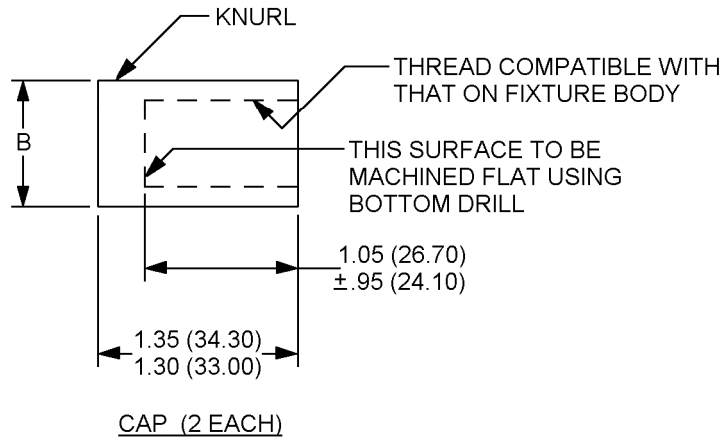 KNURL
THREAD COMPATIBLE WITH
THAT ON FIXTURE BODY
B
THIS SURFACE TO BE
MACHINED FLAT USING
BOTTOM DRILL
1.05 (26.70)
±.95 (24.10)
1.35 (34.30)
1.30 (33.00)
CAP (2 EACH)